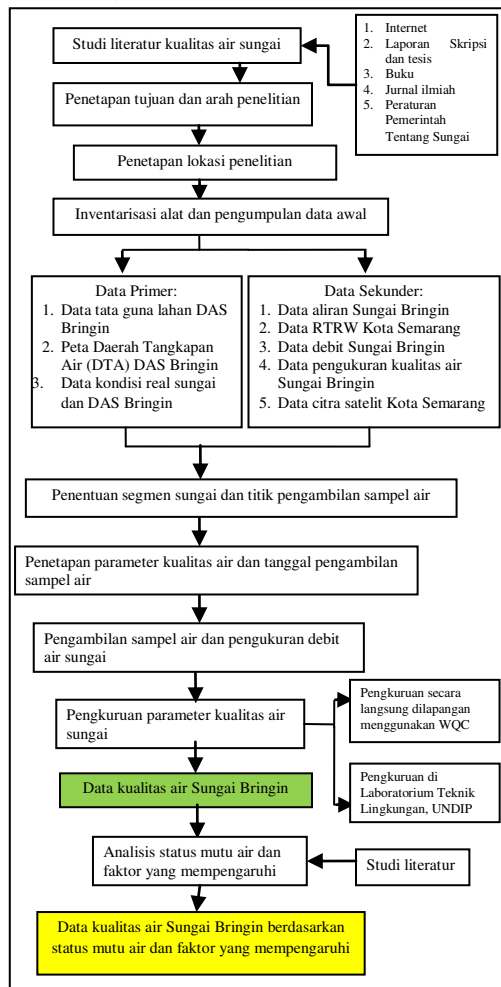 Studi literatur kualitas air sungai
1. Internet
2. Laporan Skripsi
dan tesis
3. Buku
4. Jurnal ilmiah
5. Peraturan
Pemerintah
Tentang Sungai
Penetapan tujuan dan arah penelitian
Penetapan lokasi penelitian
Inventarisasi alat dan pengumpulan data awal
Data Primer:
1. Data tata guna lahan DAS
Bringin
2. Peta Daerah Tangkapan
Air (DTA) DAS Bringin
3. Data kondisi real sungai
dan DAS Bringin
Data Sekunder:
1. Data aliran Sungai Bringin
2. Data RTRW Kota Semarang
3. Data debit Sungai Bringin
4. Data pengukuran kualitas air
Sungai Bringin
5. Data citra satelit Kota Semarang
Penentuan segmen sungai dan titik pengambilan sampel air
Penetapan parameter kualitas air dan tanggal pengambilan
sampel air
Pengambilan sampel air dan pengukuran debit
air sungai
Pengkuruan parameter kualitas air
sungai
Pengkuruan secara
langsung dilapangan
menggunakan WQC
Pengkuruan di
Laboratorium Teknik
Lingkungan, UNDIP
Data kualitas air Sungai Bringin
Analisis status mutu air dan
faktor yang mempengaruhi
Studi literatur
Data kualitas air Sungai Bringin berdasarkan
status mutu air dan faktor yang mempengaruhi